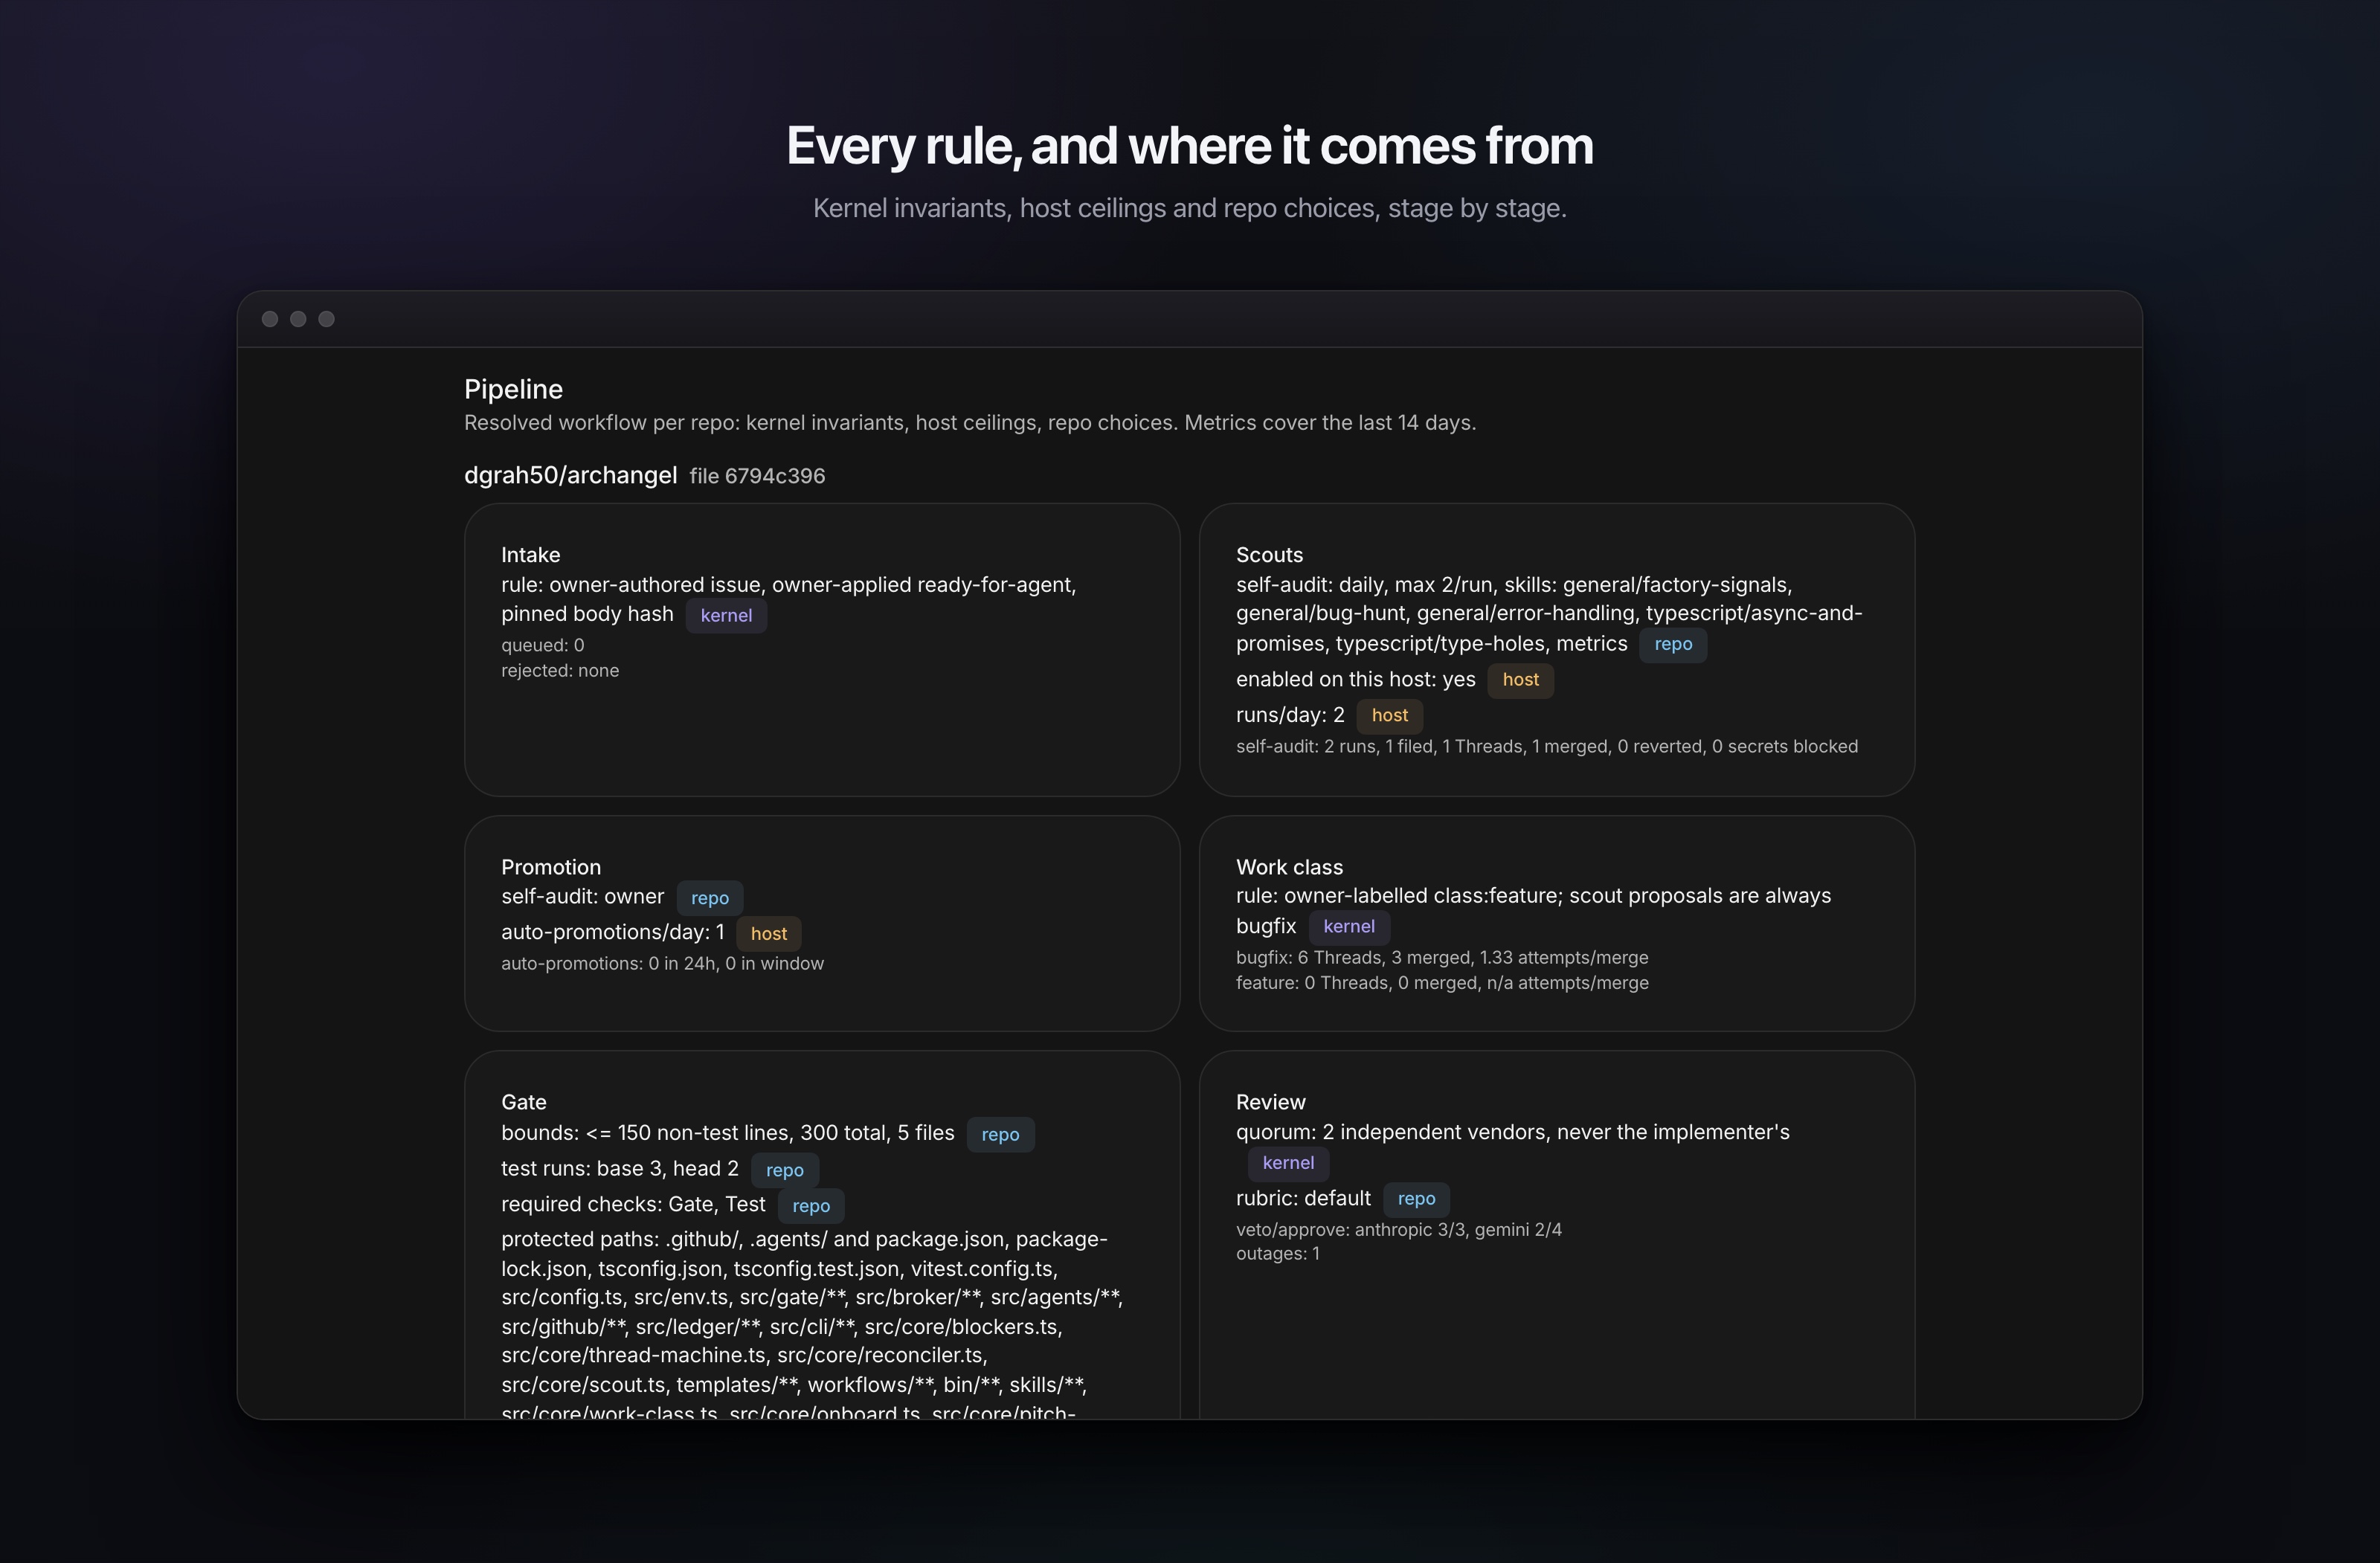 Every rule, and where it comes from
Kernel invariants, host ceilings and repo choices, stage by stage.
Pipeline
Resolved workflow per repo: kernel invariants, host ceilings, repo choices. Metrics cover the last 14 days.
dgrah50/archangel file 6794c396
Intake
rule: owner-authored issue, owner-applied ready-for-agent,
pinned body hash kernel
queued: 0
rejected: none
Scouts
self-audit: daily, max 2/run, skills: general/factory-signals,
general/bug-hunt, general/error-handling, typescript/async-and-
promises, typescript/type-holes, metrics repo
enabled on this host: yes host
runs/day: 2 host
self-audit: 2 runs, 1 filed, 1 Threads, 1 merged, 0 reverted, 0 secrets blocked
Promotion
self-audit: owner repo
auto-promotions/day: 1 host
auto-promotions: 0 in 24h, 0 in window
Work class
rule: owner-labelled class:feature; scout proposals are always
bugfix kernel
bugfix: 6 Threads, 3 merged, 1.33 attempts/merge
feature: 0 Threads, 0 merged, n/a attempts/merge
Gate
bounds: <= 150 non-test lines, 300 total, 5 files repo
test runs: base 3, head 2 repo
required checks: Gate, Test repo
protected paths: .github/, .agents/ and package.json, package-
lock.json, tsconfig.json, tsconfig.test.json, vitest.config.ts,
src/config.ts, src/env.ts, src/gate/**, src/broker/**, src/agents/**,
src/github/**, src/ledger/**, src/cli/**, src/core/blockers.ts,
src/core/thread-machine.ts, src/core/reconciler.ts,
src/core/scout.ts, templates/**, workflows/**, bin/**, skills/**,
src/core/work-class.ts, src/core/onboard.ts, src/core/pitch-
Review
quorum: 2 independent vendors, never the implementer's
kernel
rubric: default repo
veto/approve: anthropic 3/3, gemini 2/4
outages: 1